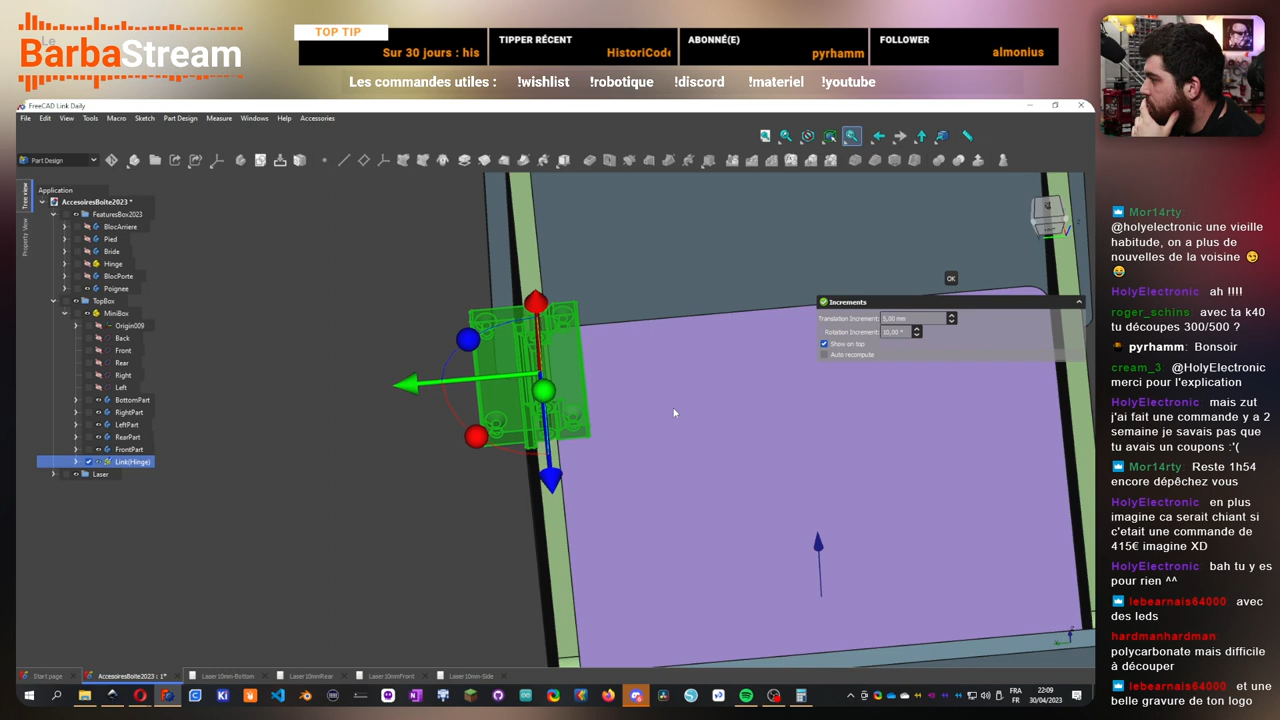 Le
BarbaStream
TOP TIP
Sur 30 jours : his
TIPPER RÉCENT
HistoriCode
ABONNÉ(E)
pyrhamm
FOLLOWER
almonius
Les commandes utiles : !wishlist !robotique !discord !materiel !youtube
FreeCAD Link Daily
File Edit View Tools Macro Sketch Part Design Measure Windows Help Accessories
Part Design
Tree view
Property View
Application
AccesoiresBoite2023 *
FeaturesBox2023
BlocArriere
Pied
Bride
Hinge
BlocPorte
Poignee
TopBox
MiniBox
Origin009
Back
Front
Rear
Right
Left
BottomPart
RightPart
LeftPart
RearPart
FrontPart
Link(Hinge)
Laser
OK
Increments
Translation Increment: 5,00 mm
Rotation Increment: 10,00 °
Show on top
Auto recompute
Start page
AccesoiresBoite2023 : 1*
Laser10mm-Bottom
Laser10mmRear
Laser10mmFront
Laser10mm-Side
FRA
FR
22:09
30/04/2023
Mor14rty
@holyelectronic une vieille
habitude, on a plus de
nouvelles de la voisine
HolyElectronic ah !!!!
roger_schins avec ta k40
tu découpes 300/500 ?
pyrhamm: Bonsoir
cream_3 @HolyElectronic
merci pour l'explication
HolyElectronic mais zut
j'ai fait une commande y a 2
semaine je savais pas que
tu avais un coupons :'(
Mor14rty Reste 1h54
encore dépêchez vous
HolyElectronic en plus
imagine ca serait chiant si
c'etait une commande de
415€ imagine XD
HolyElectronic bah tu y es
pour rien ^^
lebearnais64000 avec
des leds
hardmanhardman
polycarbonate mais difficile
à découper
lebearnais64000 et une
belle gravure de ton logo